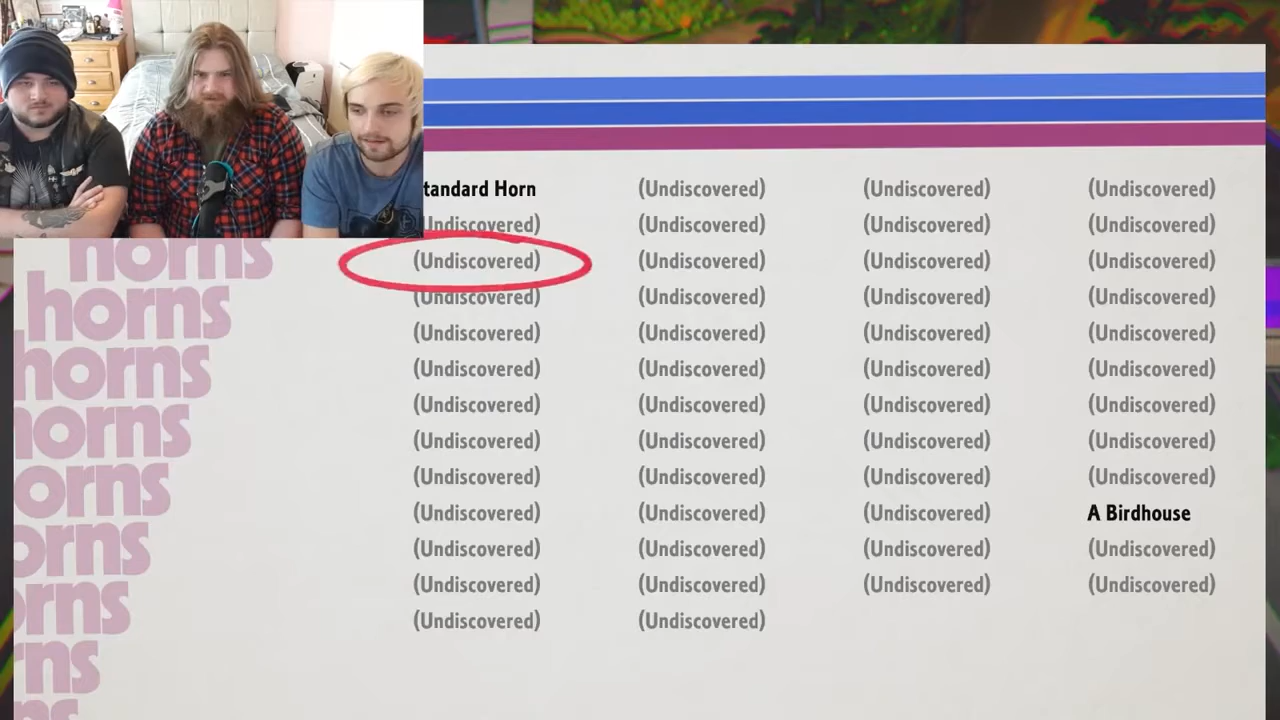 tandard Horn (Undiscovered) (Undiscovered) (Undiscovered)
(Undiscovered) (Undiscovered) (Undiscovered) (Undiscovered)
horns (Undiscovered) (Undiscovered) (Undiscovered) (Undiscovered)
horns (Undiscovered) (Undiscovered) (Undiscovered) (Undiscovered)
(Undiscovered) (Undiscovered) (Undiscovered) (Undiscovered)
horns (Undiscovered) (Undiscovered) (Undiscovered) (Undiscovered)
(Undiscovered) (Undiscovered) (Undiscovered) (Undiscovered)
horns (Undiscovered) (Undiscovered) (Undiscovered) (Undiscovered)
orns (Undiscovered) (Undiscovered) (Undiscovered) (Undiscovered)
(Undiscovered) (Undiscovered) (Undiscovered) A Birdhouse
orns (Undiscovered) (Undiscovered) (Undiscovered) (Undiscovered)
(Undiscovered) (Undiscovered) (Undiscovered) (Undiscovered)
rns (Undiscovered) (Undiscovered)
ns